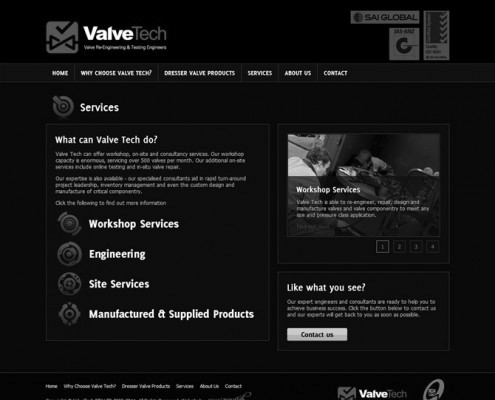 ValveTech
Valve Re-Engineering & Testing Engineers
SAI GLOBAL
JAS-ANZ
HOME
WHY CHOOSE VALVE TECH?
DRESSER VALVE PRODUCTS
SERVICES
ABOUT US
CONTACT
Services
What can Valve Tech do?
Valve Tech can offer workshop, on-site and consultancy services. Our workshop
capacity is enormous, servicing over 500 valves per month. Our additional on-site
services include online testing and in-situ valve repair.
Our expertise is also available - our specialised consultants aid in rapid turn-around
project leadership, inventory management and even the custom design and
manufacture of critical componentry.
Click the following to find out more information
Workshop Services
Engineering
Site Services
Manufactured & Supplied Products
Workshop Services
Valve Tech is able to re-engineer, repair, design and
manufacture valves and valve componentry to meet any
size and pressure class application.
1
2
3
4
Like what you see?
Our expert engineers and consultants are ready to help you to
achieve business success. Click the button below to contact us
and our experts will get back to you as soon as possible.
Contact us
Home
Why Choose Valve Tech?
Dresser Valve Products
Services
About Us
Contact
ValveTech